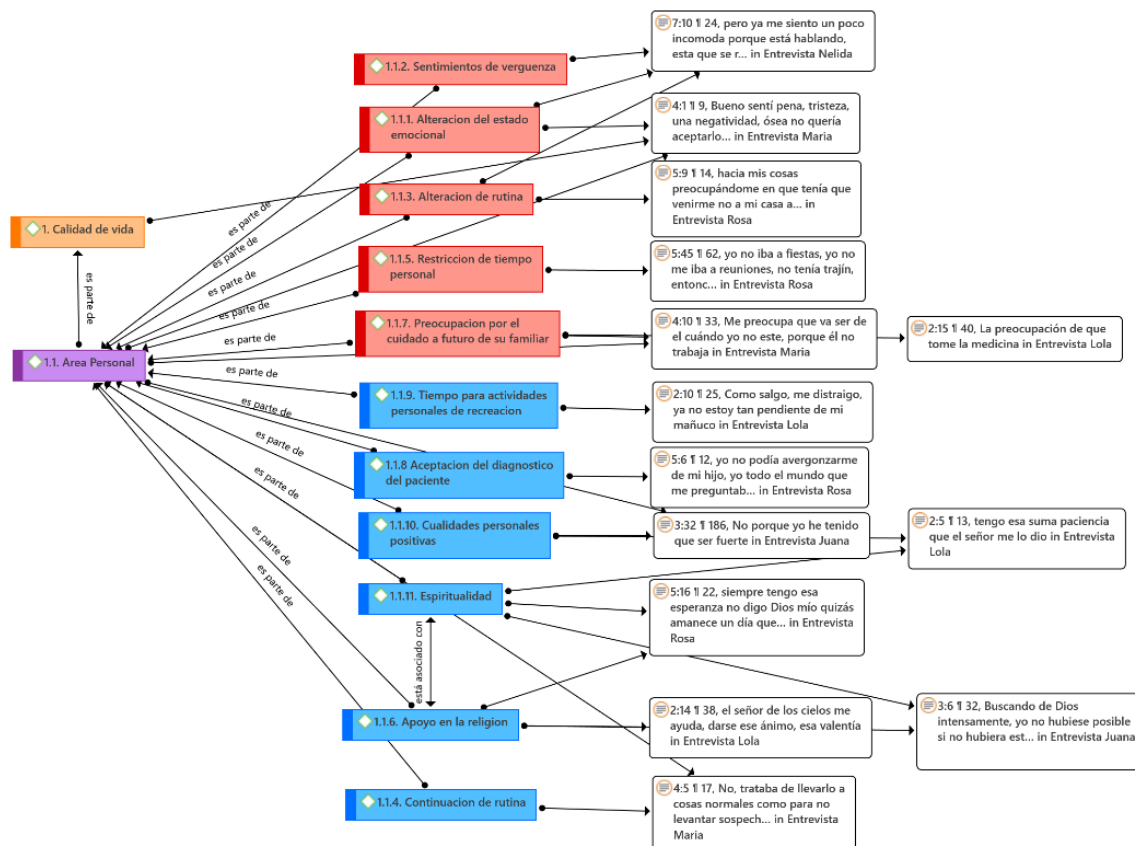 7:10 ¶ 24, pero ya me siento un poco
incomoda porque está hablando,
esta que se r... in Entrevista Nelida
1.1.2. Sentimientos de verguenza
1.1.1. Alteracion del estado
emocional
4:1 ¶ 9, Bueno sentí pena, tristeza,
una negatividad, ósea no quería
aceptarlo... in Entrevista Maria
1.1.3. Alteracion de rutina
5:9 ¶ 14, hacia mis cosas
preocupándome en que tenía que
venirme no a mi casa a... in
Entrevista Rosa
1. Calidad de vida
es parte de
es parte de
es parte de
es parte de
1.1.5. Restriccion de tiempo
personal
5:45 ¶ 62, yo no iba a fiestas, yo no
me iba a reuniones, no tenía trajín,
entonc... in Entrevista Rosa
es parte de
es parte de
1.1.7. Preocupacion por el
cuidado a futuro de su familiar
4:10 ¶ 33, Me preocupa que va ser de
el cuándo yo no este, porque él no
trabaja in Entrevista Maria
2:15 ¶ 40, La preocupación de que
tome la medicina in Entrevista Lola
1.1. Area Personal
es parte de
es parte de
1.1.9. Tiempo para actividades
personales de recreacion
2:10 ¶ 25, Como salgo, me distraigo,
ya no estoy tan pendiente de mi
mañuco in Entrevista Lola
es parte de
es parte de
1.1.8 Aceptacion del diagnostico
del paciente
5:6 ¶ 12, yo no podía avergonzarme
de mi hijo, yo todo el mundo que
me preguntab... in Entrevista Rosa
es parte de
1.1.10. Cualidades personales
positivas
3:32 ¶ 186, No porque yo he tenido
que ser fuerte in Entrevista Juana
2:5 ¶ 13, tengo esa suma paciencia
que el señor me lo dio in Entrevista
Lola
es parte de
es parte de
1.1.11. Espiritualidad
5:16 ¶ 22, siempre tengo esa
esperanza no digo Dios mío quizás
amanece un día que... in Entrevista
Rosa
está asociado con
1.1.6. Apoyo en la religion
2:14 ¶ 38, el señor de los cielos me
ayuda, darse ese ánimo, esa valentía
in Entrevista Lola
3:6 ¶ 32, Buscando de Dios
intensamente, yo no hubiese posible
si no hubiera est... in Entrevista Juana
1.1.4. Continuacion de rutina
4:5 ¶ 17, No, trataba de llevarlo a
cosas normales como para no
levantar sospech... in Entrevista
Maria